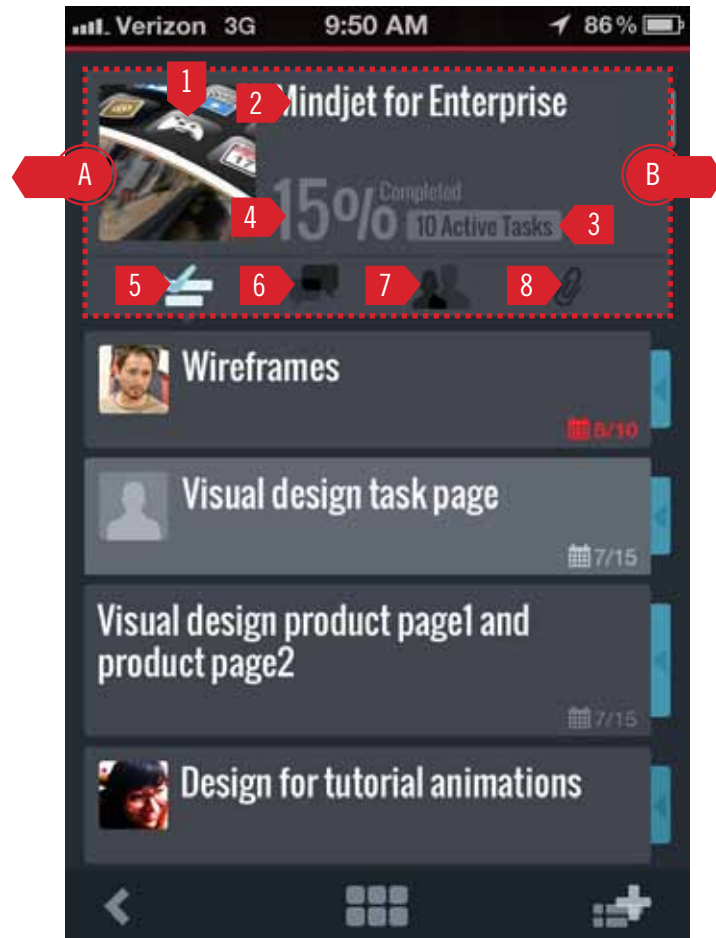 Verizon 3G 9:50 AM 86%
1
2 Mindjet for Enterprise
A B
4 15% Completed
10 Active Tasks 3
5 6 7 8
Wireframes
5/10
Visual design task page
7/15
Visual design product page1 and
product page2
7/15
Design for tutorial animations